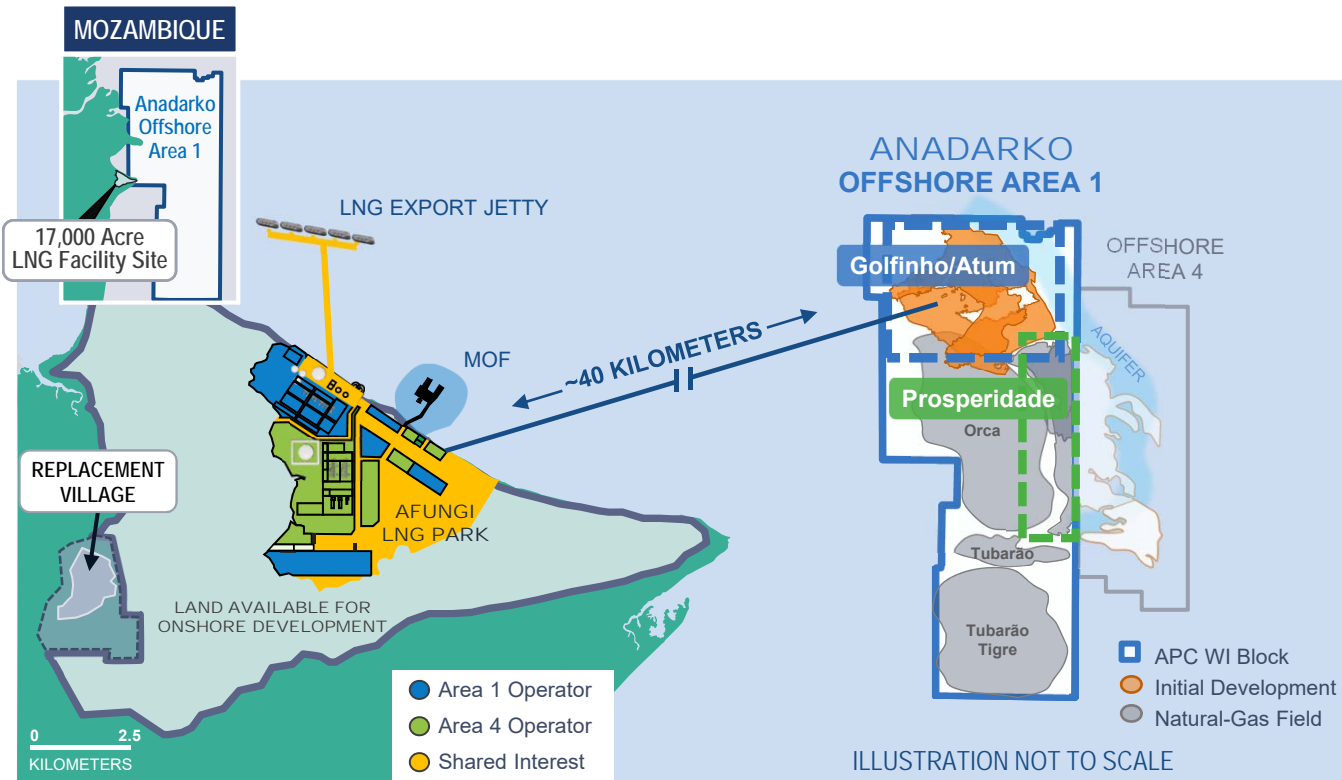 MOZAMBIQUE
Anadarko
Offshore
Area 1
17,000 Acre
LNG Facility Site
LNG EXPORT JETTY
MOF
~40 KILOMETERS
REPLACEMENT
VILLAGE
AFUNGI
LNG PARK
LAND AVAILABLE FOR
ONSHORE DEVELOPMENT
0 2.5
KILOMETERS
Area 1 Operator
Area 4 Operator
Shared Interest
ANADARKO
OFFSHORE AREA 1
Golfinho/Atum
OFFSHORE
AREA 4
AQUIFER
Prosperidade
Orca
Tubarão
Tubarão
Tigre
APC WI Block
Initial Development
Natural-Gas Field
ILLUSTRATION NOT TO SCALE